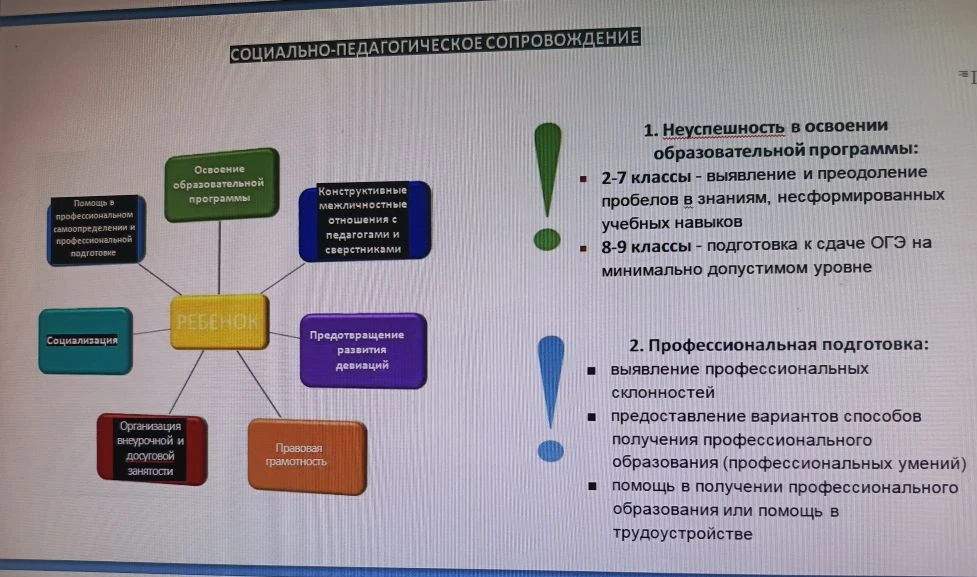 СОЦИАЛЬНО-ПЕДАГОГИЧЕСКОЕ СОПРОВОЖДЕНИЕ
Освоение
образовательной
программы
Помощь в
профессиональном
самоопределении и
профессиональной
подготовке
Конструктивные
межличностные
отношения с
педагогами и
сверстниками
РЕБЕНОК
Социализация
Предотвращение
развития
девиаций
Организация
внеурочной и
досуговой
занятости
Правовая
грамотность
1. Неуспешность в освоении
образовательной программы:
2-7 классы - выявление и преодоление
пробелов в знаниям, несформированных
учебных навыков
8-9 классы - подготовка к сдаче ОГЭ на
минимально допустимом уровне
2. Профессиональная подготовка:
выявление профессиональных
склонностей
предоставление вариантов способов
получения профессионального
образования (профессиональных умений)
помощь в получении профессионального
образования или помощь в
трудоустройстве